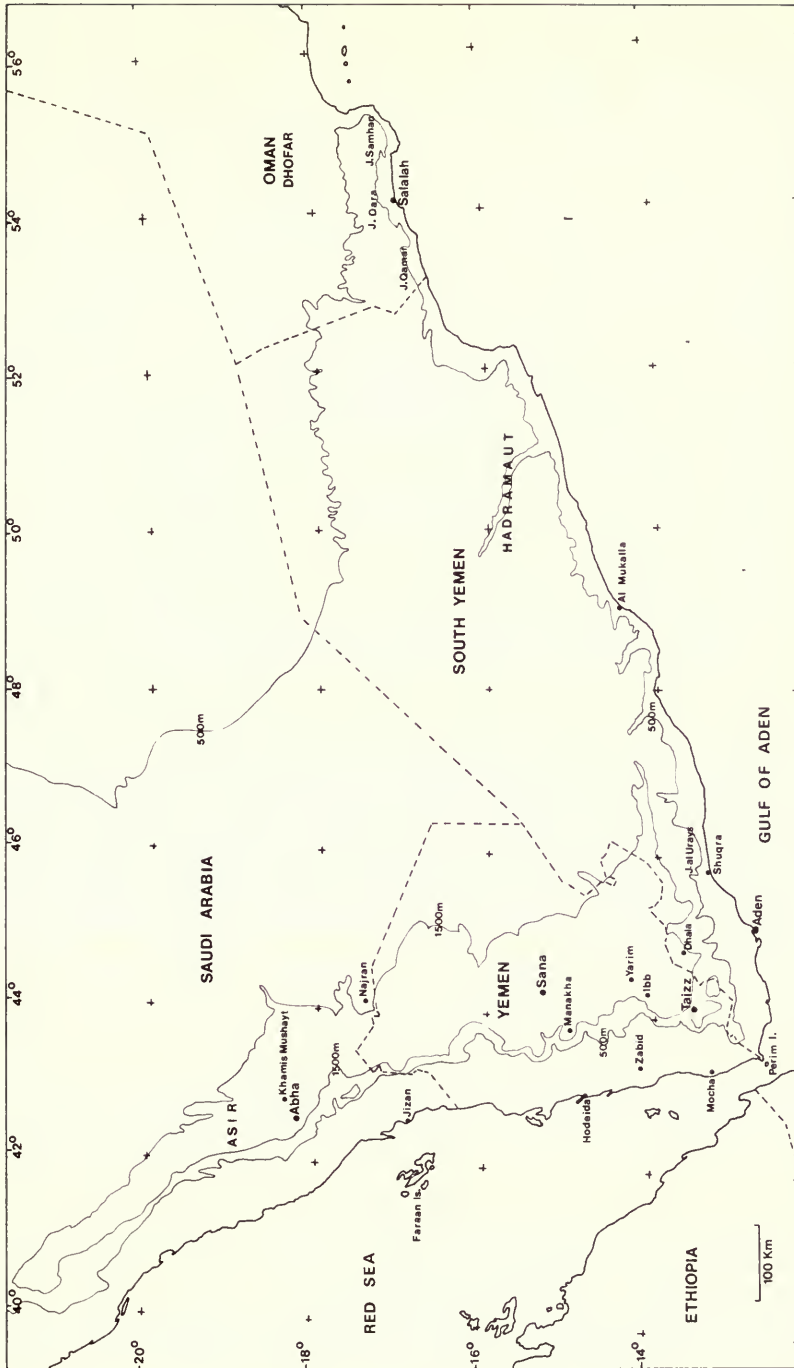 40°
42°
44°
46°
48°
50°
52°
54°
56°
-20°
-18°
-16°
-14°
OMAN
DHOFAR
J.Samhan
J. Qara
Salalah
J.Qamar
SAUDI ARABIA
500m
SOUTH YEMEN
HADRAMAUT
Al Mukalla
500m
ASIR
Khamis Mushayt
Abha
Najran
1500m
1500m
Jizan
Faraan Is.
RED SEA
YEMEN
Sana
Manakha
Yarim
Ibb
Taizz
Dhala
500m
Zabid
Hodeida
Mocha
Perim I.
J.al Urays
Shuqra
Aden
GULF OF ADEN
ETHIOPIA
100 Km